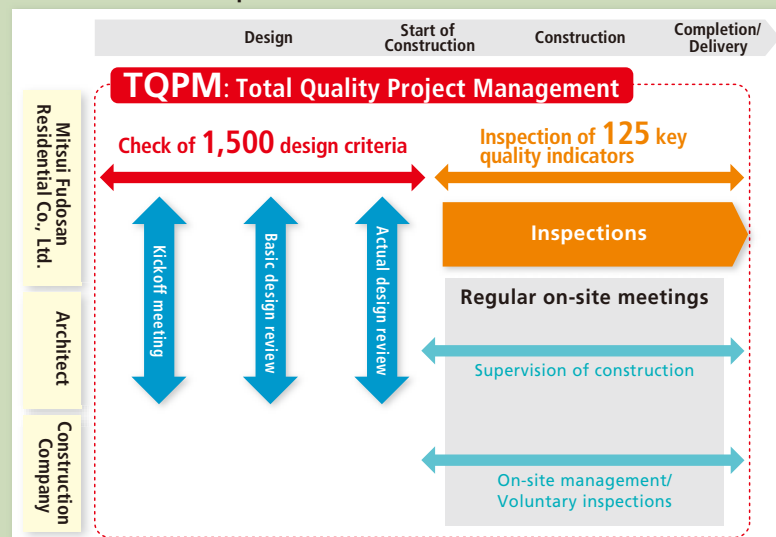 Design
Start of
Construction
Construction
Completion/
Delivery
TQPM: Total Quality Project Management
Mitsui Fudosan
Residential Co., Ltd.
Check of 1,500 design criteria
Inspection of 125 key
quality indicators
Kickoff meeting
Basic design review
Actual design review
Inspections
Regular on-site meetings
Architect
Supervision of construction
Construction
Company
On-site management/
Voluntary inspections